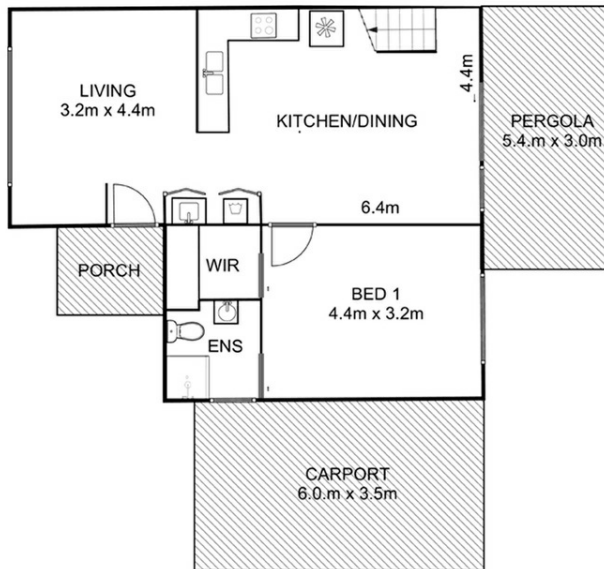 LIVING
3.2m x 4.4m
KITCHEN/DINING
4.4m
6.4m
PERGOLA
5.4.m x 3.0m
PORCH
WIR
BED 1
4.4m x 3.2m
ENS
CARPORT
6.0.m x 3.5m